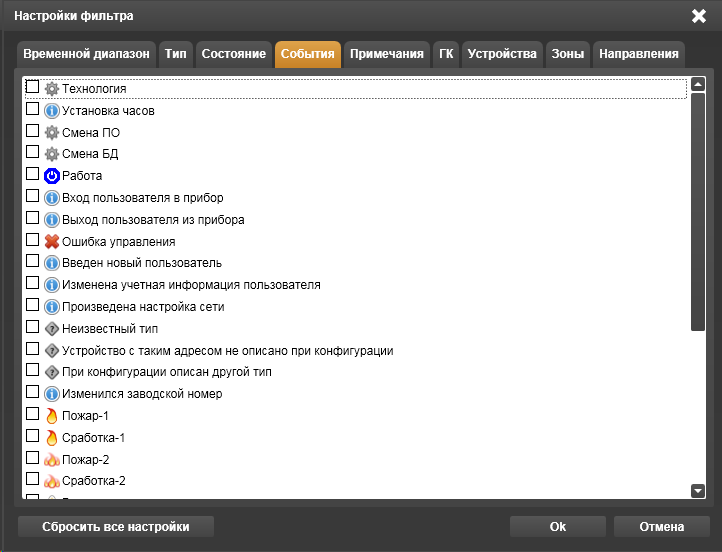 Настройки фильтра
Временной диапазон Тип Состояние События Примечания ГК Устройства Зоны Направления
Технология
Установка часов
Смена ПО
Смена БД
Работа
Вход пользователя в прибор
Выход пользователя из прибора
Ошибка управления
Введен новый пользователь
Изменена учетная информация пользователя
Произведена настройка сети
Неизвестный тип
Устройство с таким адресом не описано при конфигурации
При конфигурации описан другой тип
Изменился заводской номер
Пожар-1
Сработка-1
Пожар-2
Сработка-2
Сбросить все настройки Ok Отмена